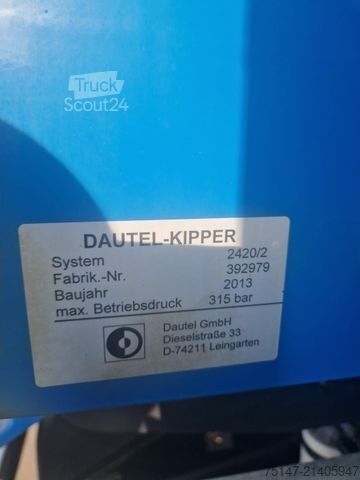 Truck
Scout24
DAUTEL-KIPPER
System 2420/2
Fabrik.-Nr. 392979
Baujahr 2013
max. Betriebsdruck 315 bar
Dautel GmbH
Dieselstraße 33
D-74211 Leingarten
75147-21405947